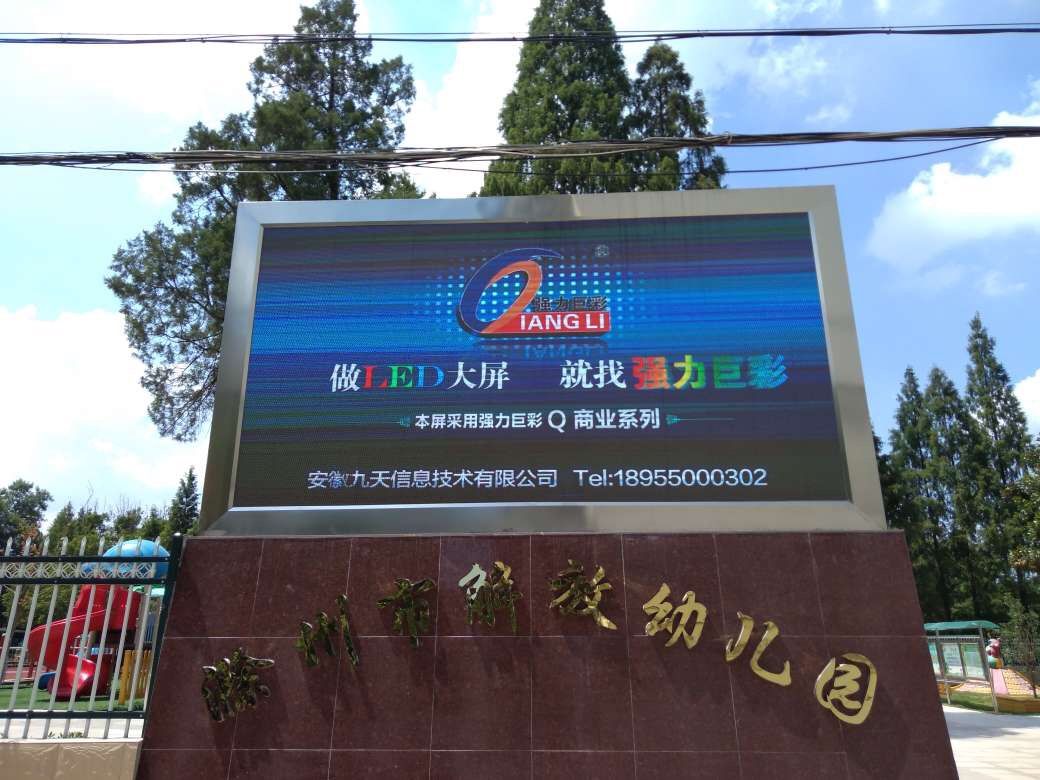 ®
强力巨彩
QIANG LI
做LED大屏 就找强力巨彩
本屏采用强力巨彩 Q 商业系列
安徽九天信息技术有限公司 Tel:18955000302
滁州市解放幼儿园